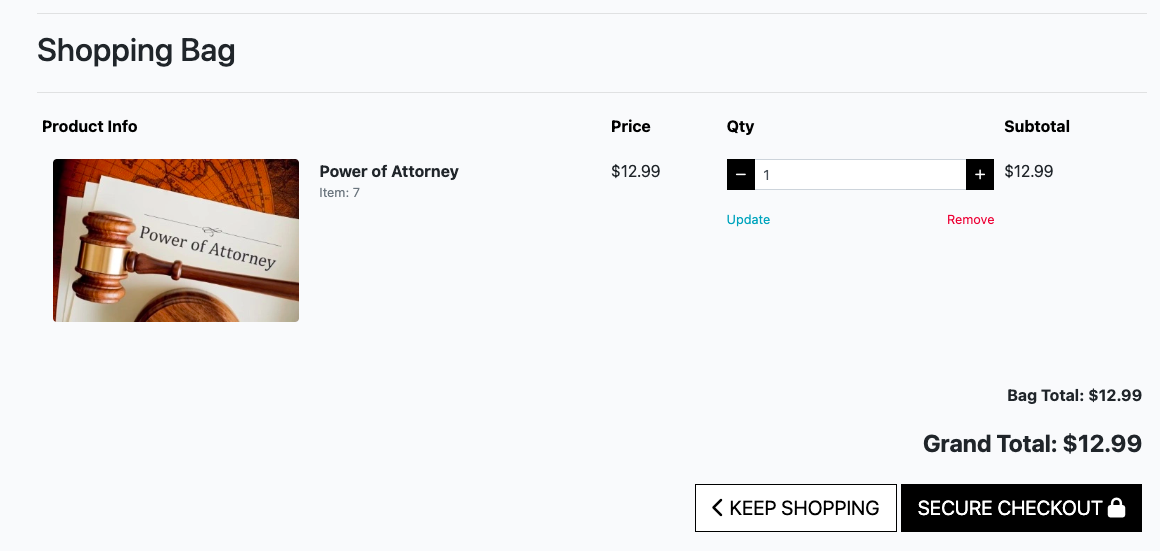 Shopping Bag
Product Info Price Qty Subtotal
Power of Attorney $12.99 − 1 + $12.99
Item: 7
Update Remove
Power of Attorney
Bag Total: $12.99
Grand Total: $12.99
KEEP SHOPPING SECURE CHECKOUT